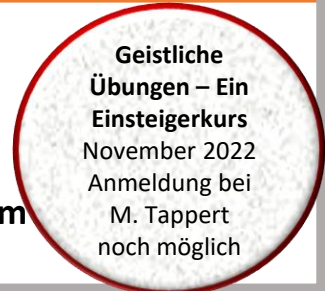 Geistliche
Übungen – Ein
Einsteigerkurs
November 2022
Anmeldung bei
M. Tappert
noch möglich
m